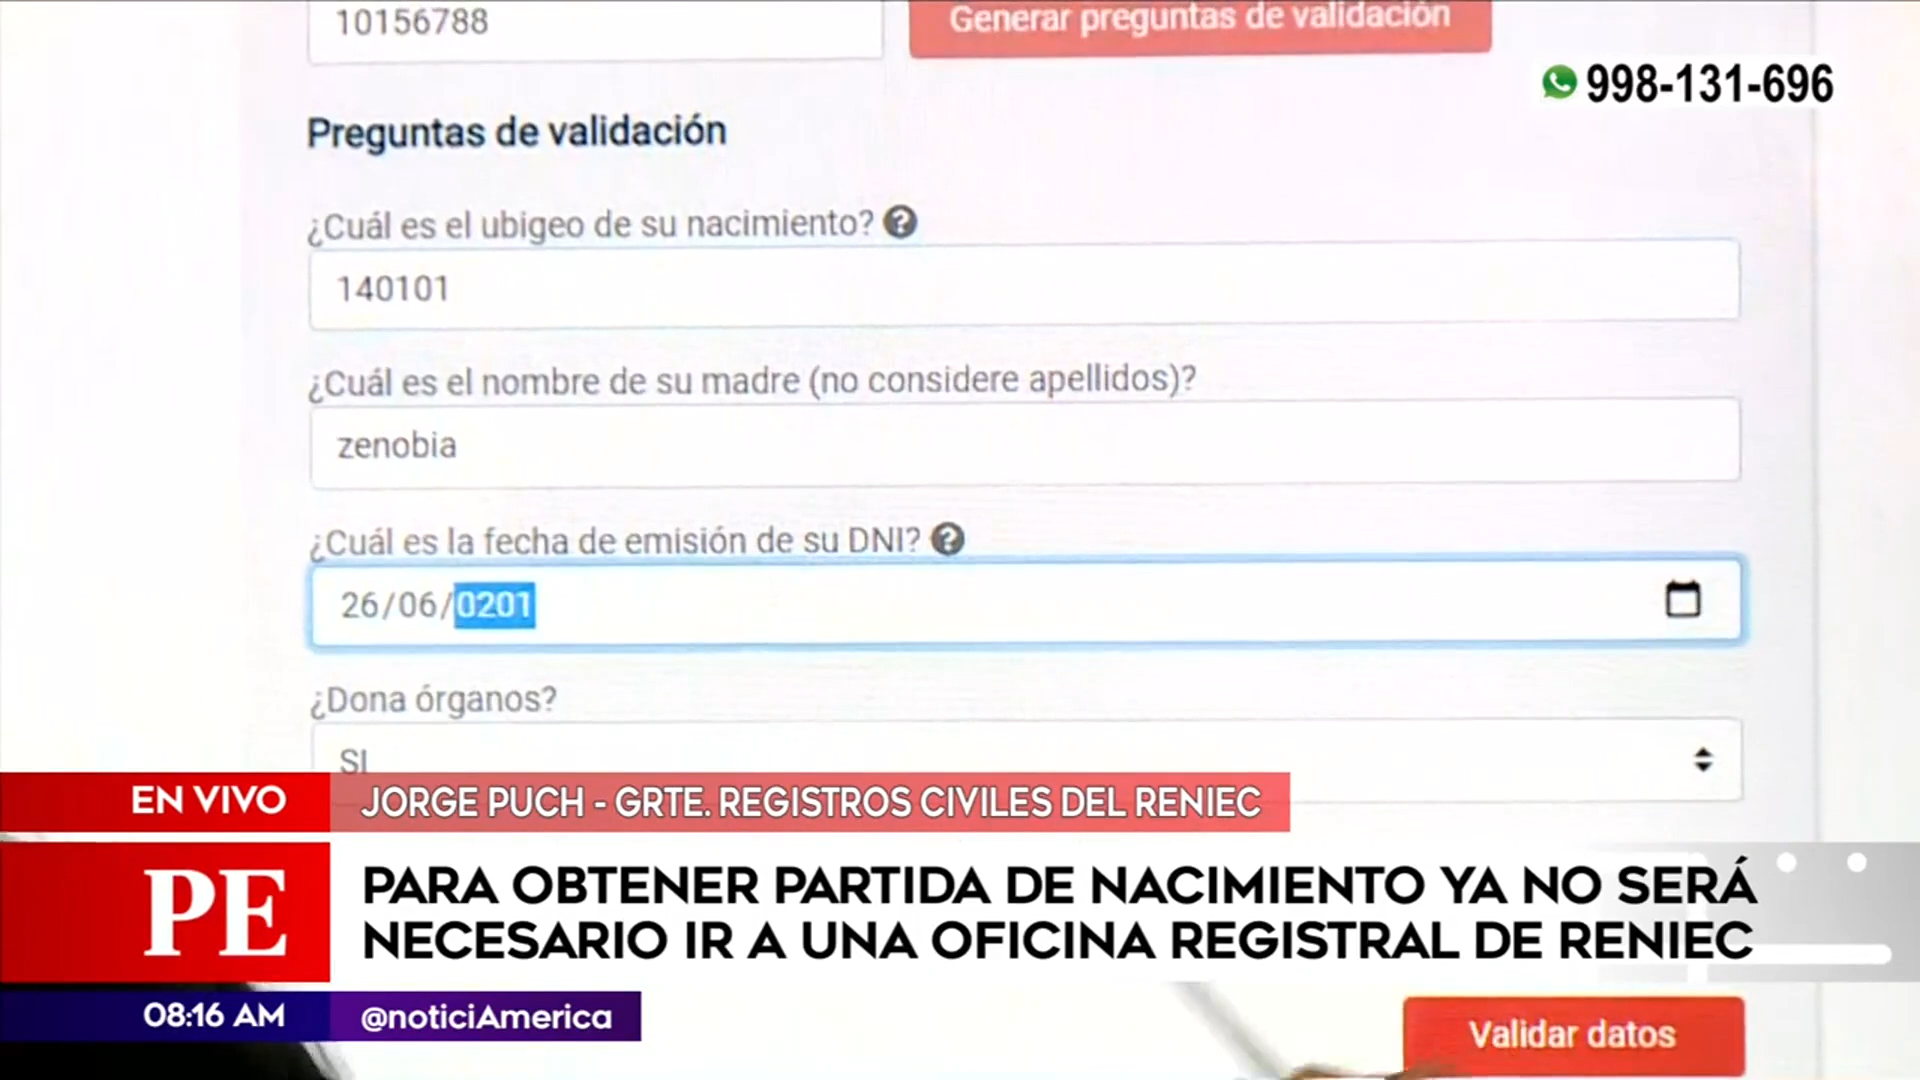 10156788
Generar preguntas de validación
998-131-696
Preguntas de validación
¿Cuál es el ubigeo de su nacimiento?
140101
¿Cuál es el nombre de su madre (no considere apellidos)?
zenobia
¿Cuál es la fecha de emisión de su DNI?
26/06/0201
¿Dona órganos?
SI
EN VIVO
JORGE PUCH - GRTE. REGISTROS CIVILES DEL RENIEC
PE
PARA OBTENER PARTIDA DE NACIMIENTO YA NO SERÁ
NECESARIO IR A UNA OFICINA REGISTRAL DE RENIEC
08:16 AM
@noticiAmerica
Validar datos